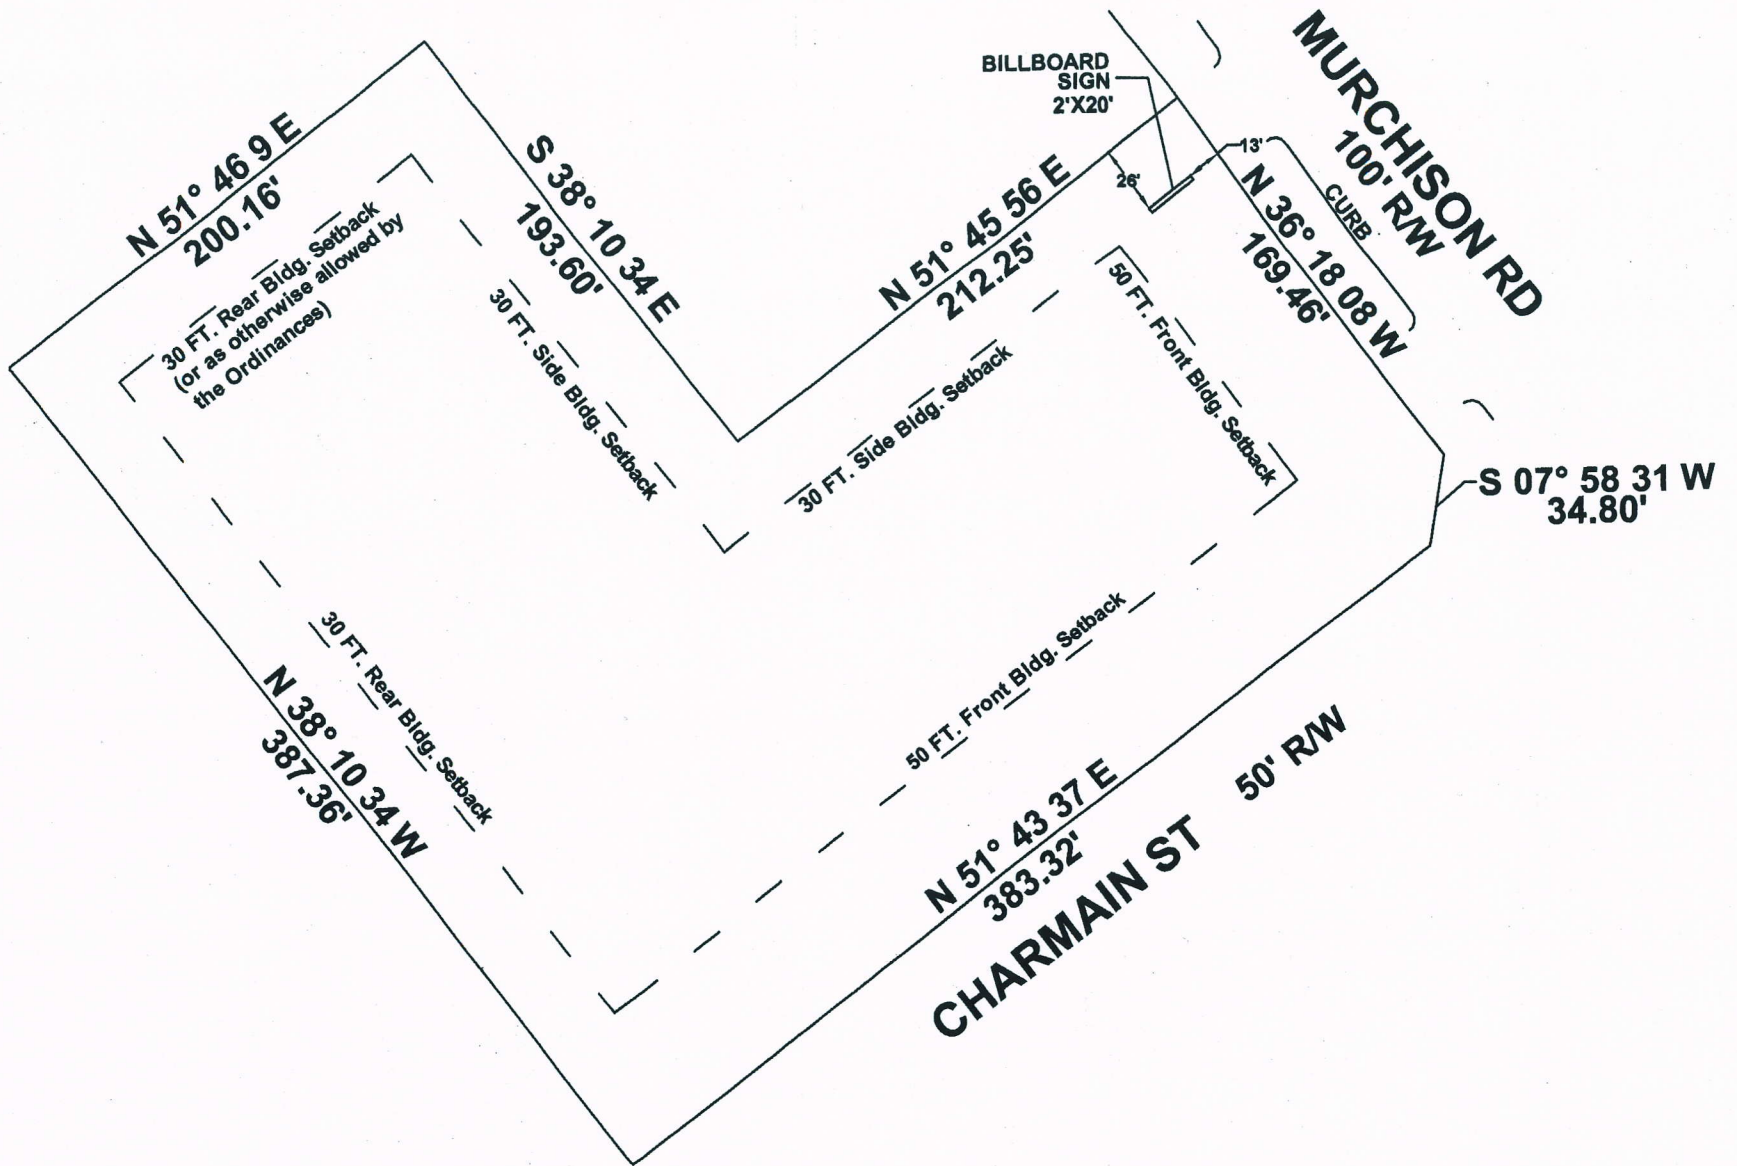 MURCHISON RD
100' R/W
CURB
BILLBOARD
SIGN
2'X20'
13'
26'
N 51° 46 9 E
200.16'
S 38° 10 34 E
193.60'
N 51° 45 56 E
212.25'
N 36° 18 08 W
169.46'
30 FT. Rear Bldg. Setback
(or as otherwise allowed by
the Ordinances)
30 FT. Side Bldg. Setback
30 FT. Side Bldg. Setback
50 FT. Front Bldg. Setback
S 07° 58 31 W
34.80'
30 FT. Rear Bldg. Setback
N 38° 10 34 W
387.36'
50 FT. Front Bldg. Setback
N 51° 43 37 E
383.32'
CHARMAIN ST 50' R/W